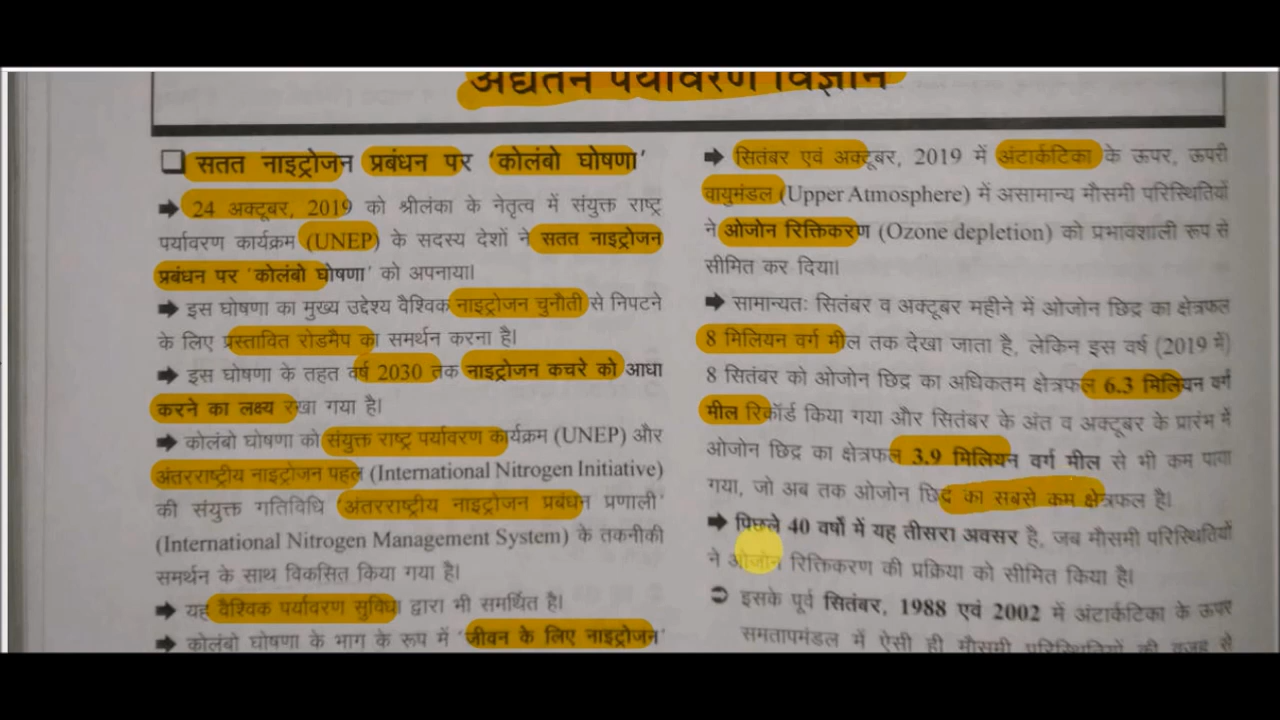 अद्यतन पर्यावरण विज्ञान
❑ सतत नाइट्रोजन प्रबंधन पर 'कोलंबो घोषणा'
➡ 24 अक्टूबर, 2019 को श्रीलंका के नेतृत्व में संयुक्त राष्ट्र
पर्यावरण कार्यक्रम (UNEP) के सदस्य देशों ने सतत नाइट्रोजन
प्रबंधन पर 'कोलंबो घोषणा' को अपनाया।
➡ इस घोषणा का मुख्य उद्देश्य वैश्विक नाइट्रोजन चुनौती से निपटने
के लिए प्रस्तावित रोडमैप का समर्थन करना है।
➡ इस घोषणा के तहत वर्ष 2030 तक नाइट्रोजन कचरे को आधा
करने का लक्ष्य रखा गया है।
➡ कोलंबो घोषणा को संयुक्त राष्ट्र पर्यावरण कार्यक्रम (UNEP) और
अंतरराष्ट्रीय नाइट्रोजन पहल (International Nitrogen Initiative)
की संयुक्त गतिविधि 'अंतरराष्ट्रीय नाइट्रोजन प्रबंधन प्रणाली'
(International Nitrogen Management System) के तकनीकी
समर्थन के साथ विकसित किया गया है।
➡ यह वैश्विक पर्यावरण सुविधा द्वारा भी समर्थित है।
➡ कोलंबो घोषणा के भाग के रूप में 'जीवन के लिए नाइट्रोजन'
➡ सितंबर एवं अक्टूबर, 2019 में अंटार्कटिका के ऊपर, ऊपरी
वायुमंडल (Upper Atmosphere) में असामान्य मौसमी परिस्थितियों
ने ओजोन रिक्तिकरण (Ozone depletion) को प्रभावशाली रूप से
सीमित कर दिया।
➡ सामान्यतः सितंबर व अक्टूबर महीने में ओजोन छिद्र का क्षेत्रफल
8 मिलियन वर्ग मील तक देखा जाता है, लेकिन इस वर्ष (2019 में)
8 सितंबर को ओजोन छिद्र का अधिकतम क्षेत्रफल 6.3 मिलियन वर्ग
मील रिकॉर्ड किया गया और सितंबर के अंत व अक्टूबर के प्रारंभ में
ओजोन छिद्र का क्षेत्रफल 3.9 मिलियन वर्ग मील से भी कम पाया
गया, जो अब तक ओजोन छिद्र का सबसे कम क्षेत्रफल है।
➡ पिछले 40 वर्षों में यह तीसरा अवसर है, जब मौसमी परिस्थितियों
ने ओजोन रिक्तिकरण की प्रक्रिया को सीमित किया है।
➲ इसके पूर्व सितंबर, 1988 एवं 2002 में अंटार्कटिका के ऊपर
समतापमंडल में ऐसी ही मौसमी परिस्थितियों की वजह से